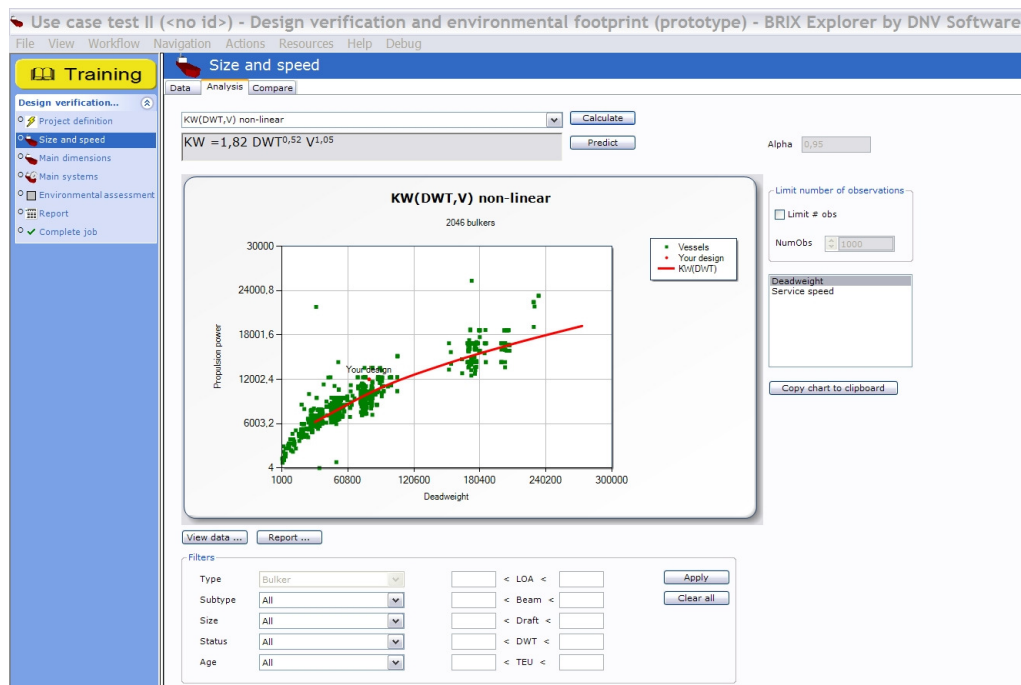 Use case test II (<no id>) - Design verification and environmental footprint (prototype) - BRIX Explorer by DNV Software
File View Workflow Navigation Actions Resources Help Debug
Training
Design verification...
Project definition
Size and speed
Main dimensions
Main systems
Environmental assessment
Report
Complete job
Size and speed
Data Analysis Compare
KW(DWT,V) non-linear
Calculate
KW =1,82 DWT0,52 V1,05
Predict
Alpha 0,95
KW(DWT,V) non-linear
2046 bulkers
Vessels
Your design
KW(DWT)
30000
24000.8
18001.6
12002.4
6003.2
4
Propulsion power
Your design
1000 60800 120600 180400 240200 300000
Deadweight
Limit number of observations
Limit # obs
NumObs 1000
Deadweight
Service speed
Copy chart to clipboard
View data ... Report ...
Filters
Type Bulker < LOA < Apply
Subtype All < Beam < Clear all
Size All < Draft <
Status All < DWT <
Age All < TEU <